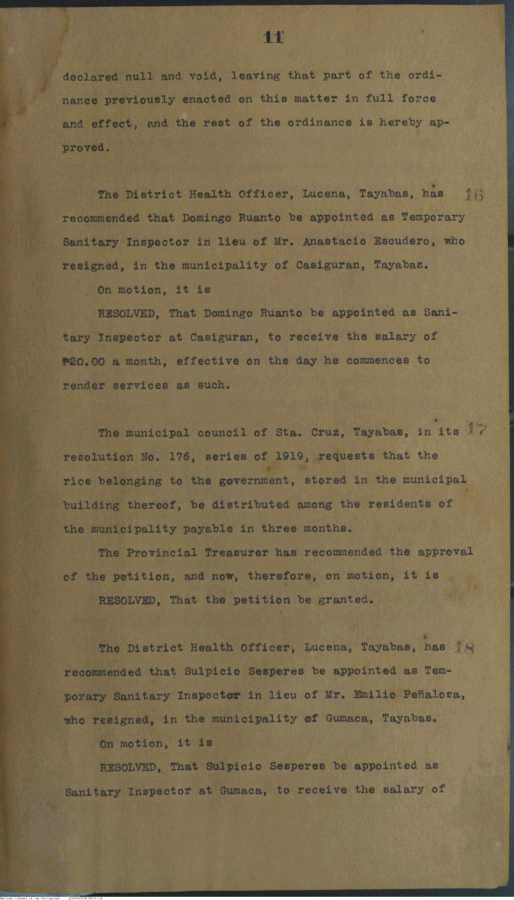 11
declared null and void, leaving that part of the ordi-
nance previously enacted on this matter in full force
and effect, and the rest of the ordinance is hereby ap-
proved.
The District Health Officer, Lucena, Tayabas, has 16
recommended that Domingo Ruanto be appointed as Temporary
Sanitary Inspector in lieu of Mr. Anastacio Escudero, who
resigned, in the municipality of Casiguran, Tayabas.
On motion, it is
RESOLVED, That Domingo Ruanto be appointed as Sani-
tary Inspector at Casiguran, to receive the salary of
₱20.00 a month, effective on the day he commences to
render services as such.
The municipal council of Sta. Cruz, Tayabas, in its 17
resolution No. 176, series of 1919, requests that the
rice belonging to the government, stored in the municipal
building thereof, be distributed among the residents of
the municipality payable in three months.
The Provincial Treasurer has recommended the approval
of the petition, and now, therefore, on motion, it is
RESOLVED, That the petition be granted.
The District Health Officer, Lucena, Tayabas, has 18
recommended that Sulpicio Sesperes be appointed as Tem-
porary Sanitary Inspector in lieu of Mr. Emilio Peñalosa,
who resigned, in the municipality of Gumaca, Tayabas.
On motion, it is
RESOLVED, That Sulpicio Sesperes be appointed as
Sanitary Inspector at Gumaca, to receive the salary of
National Library of the Philippines